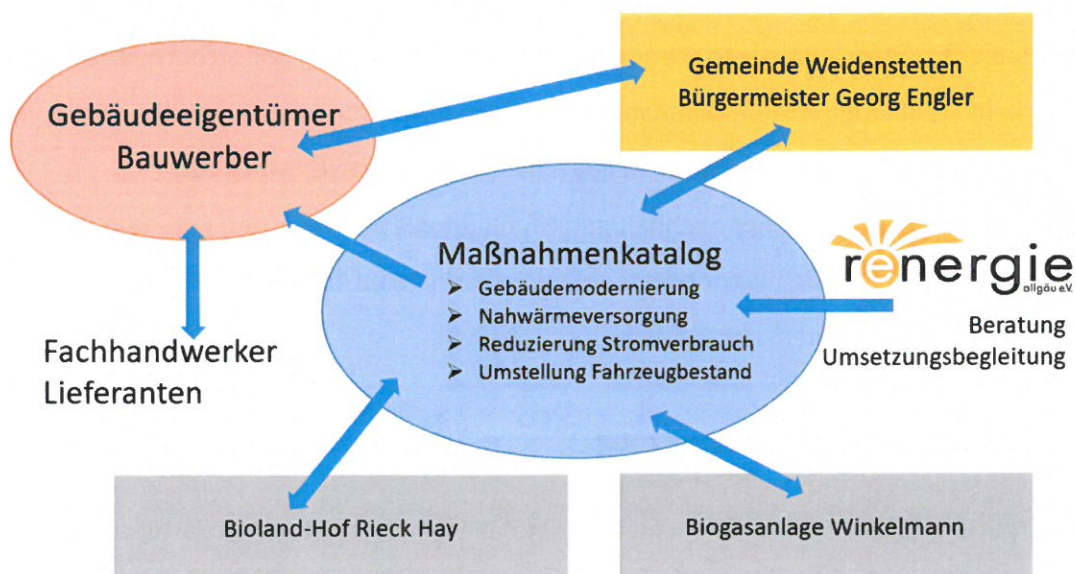 Gemeinde Weidenstetten
Bürgermeister Georg Engler
Gebäudeeigentümer
Bauwerber
Maßnahmenkatalog
➢ Gebäudemodernierung
➢ Nahwärmeversorgung
➢ Reduzierung Stromverbrauch
➢ Umstellung Fahrzeugbestand
renergie
allgäu e.V.
Beratung
Umsetzungsbegleitung
Fachhandwerker
Lieferanten
Bioland-Hof Rieck Hay
Biogasanlage Winkelmann